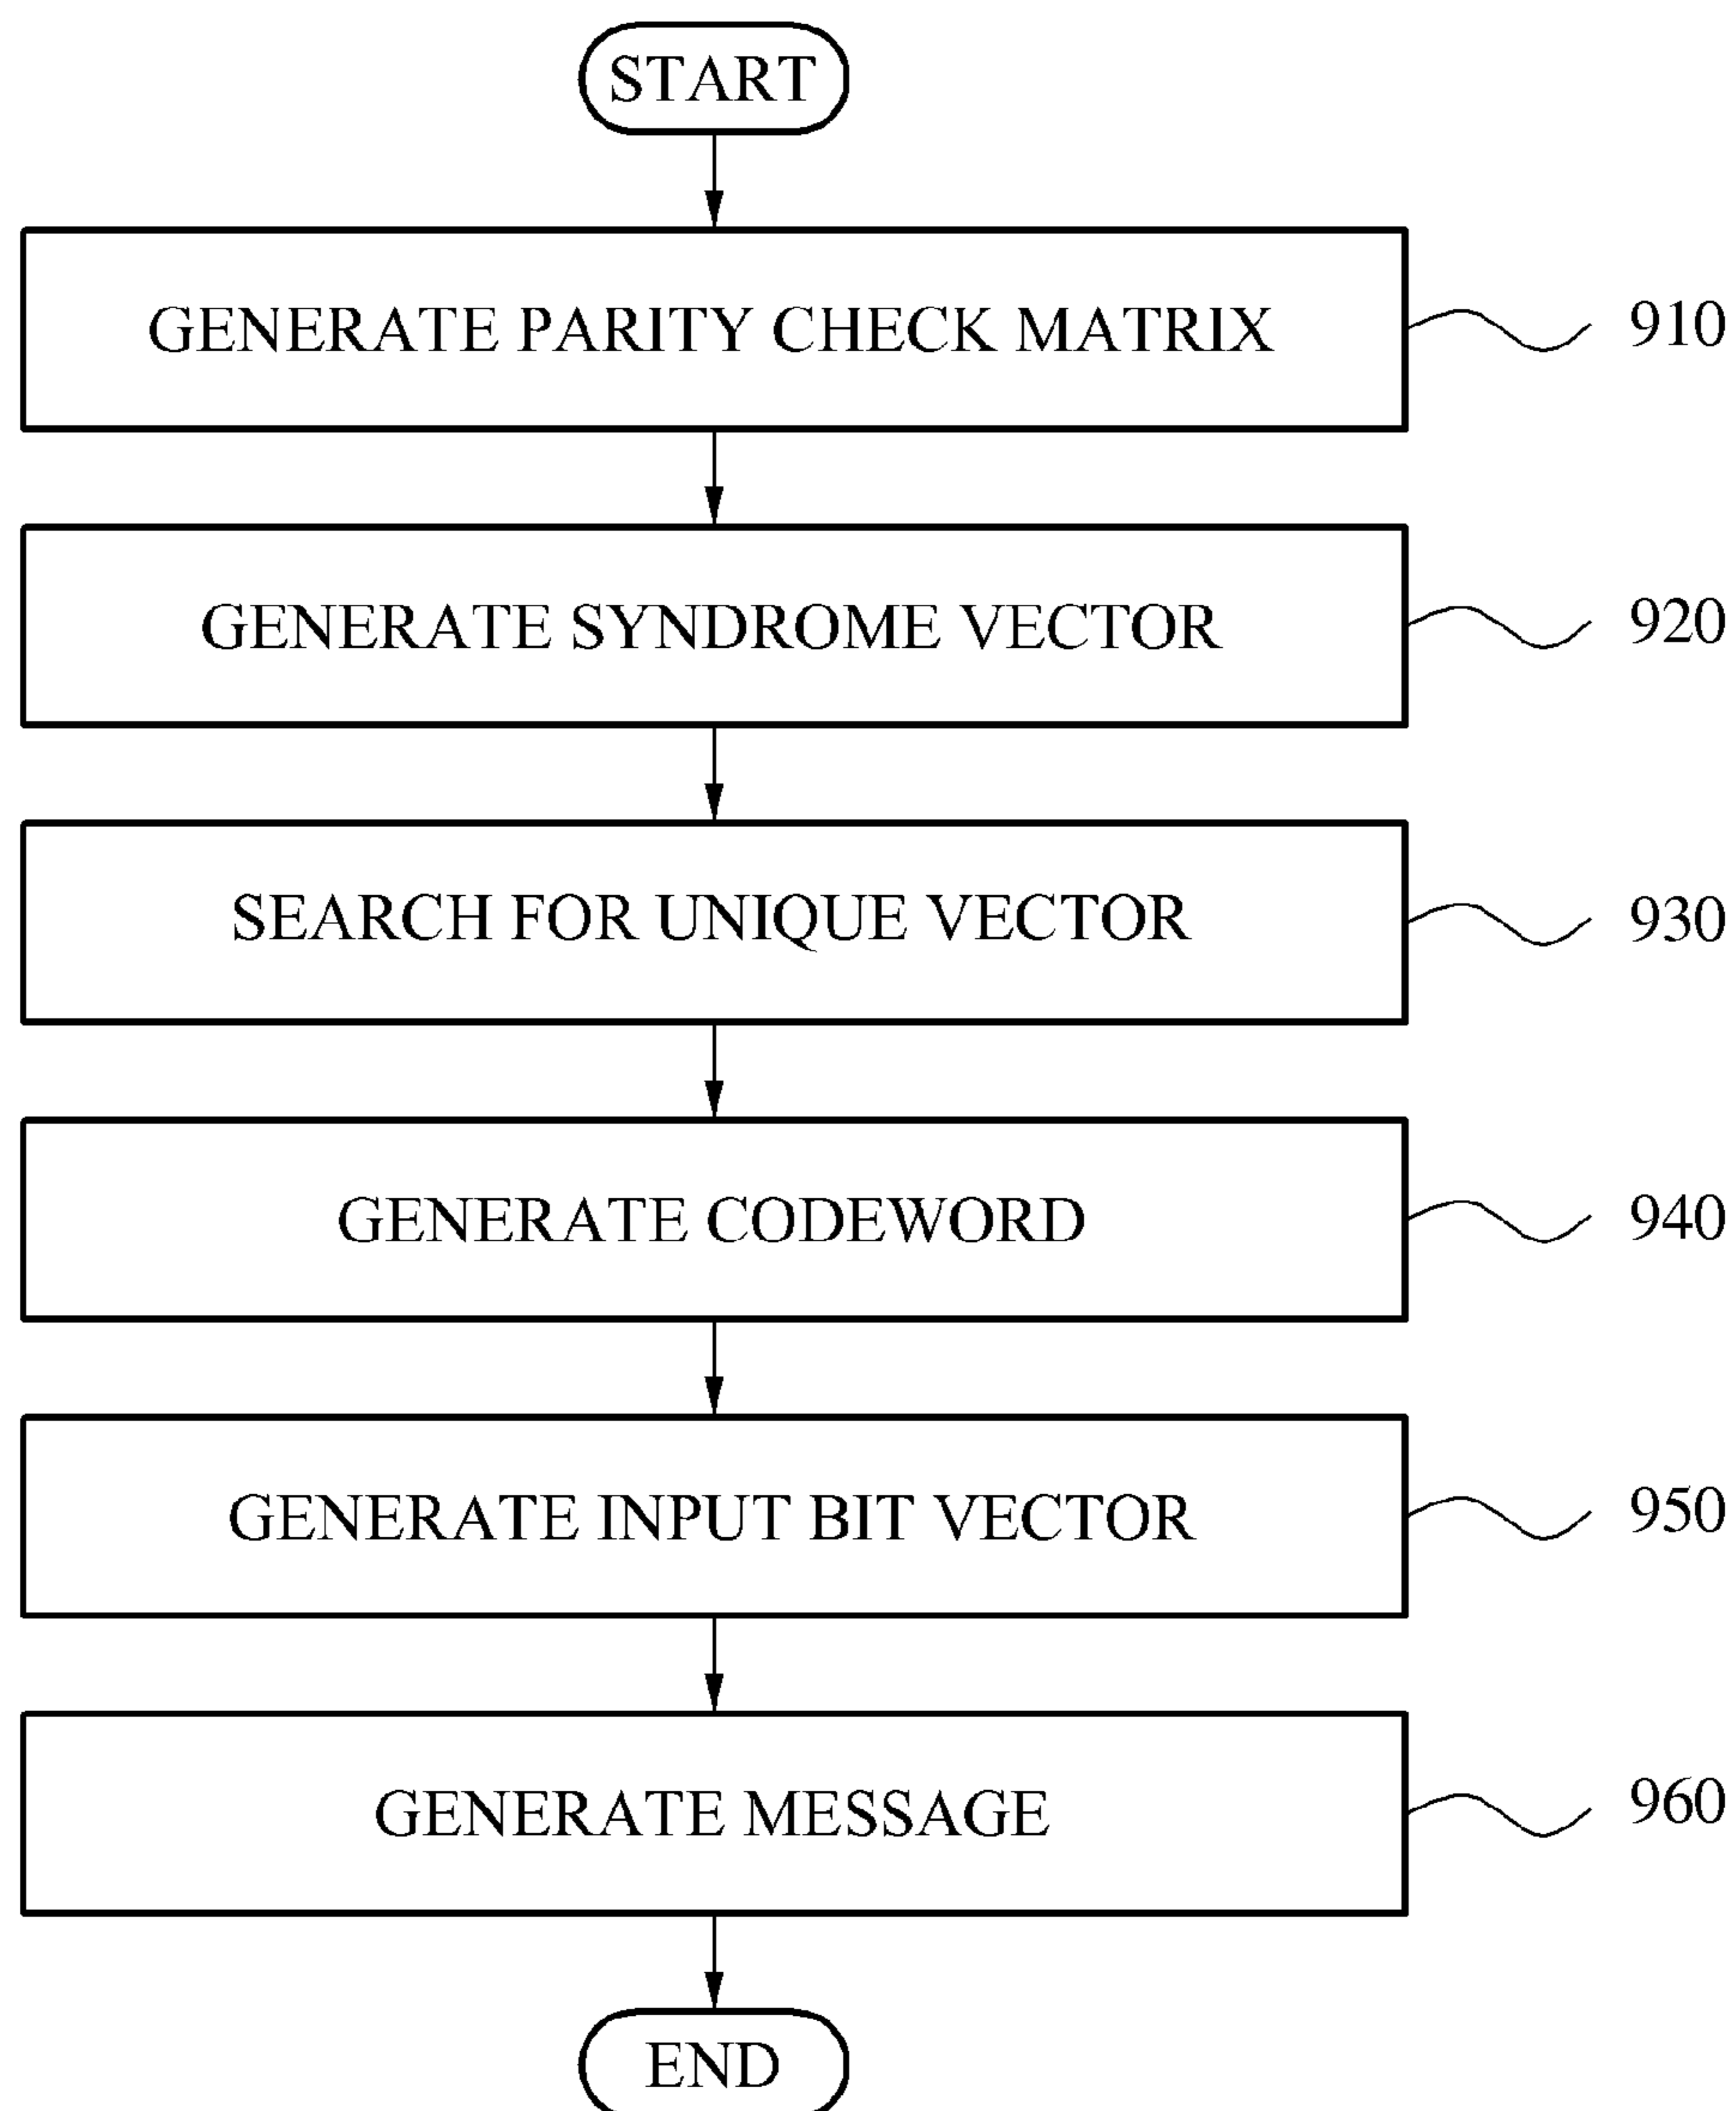 START
GENERATE PARITY CHECK MATRIX
910
GENERATE SYNDROME VECTOR
920
SEARCH FOR UNIQUE VECTOR
930
GENERATE CODEWORD
940
GENERATE INPUT BIT VECTOR
950
GENERATE MESSAGE
960
END